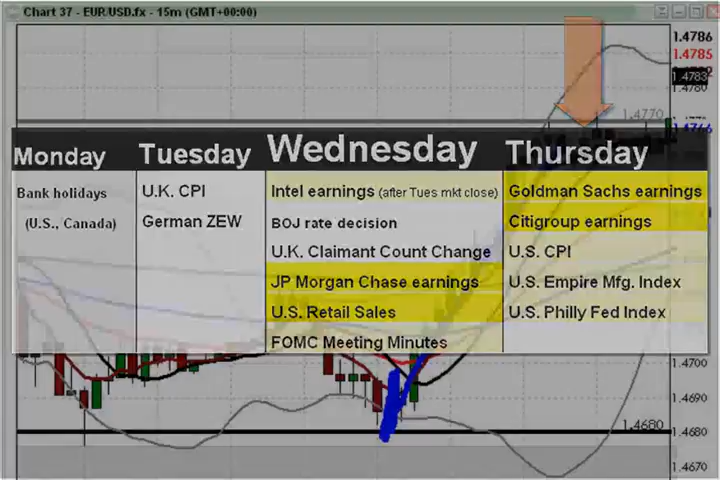 Chart 37 - EUR/USD.fx - 15m (GMT+00:00)
1.4786
1.4785
1.4783
1.4780
1.4770
Monday
Tuesday
Wednesday
Thursday
Bank holidays
(U.S., Canada)
U.K. CPI
German ZEW
Intel earnings (after Tues mkt close)
BOJ rate decision
U.K. Claimant Count Change
JP Morgan Chase earnings
U.S. Retail Sales
FOMC Meeting Minutes
Goldman Sachs earnings
Citigroup earnings
U.S. CPI
U.S. Empire Mfg. Index
U.S. Philly Fed Index
1.4700
1.4690
1.4680
1.4680
1.4670